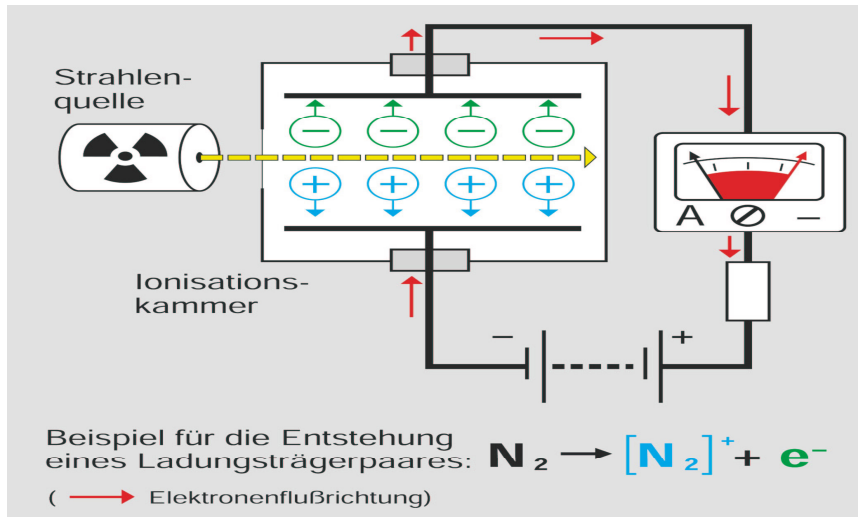 Strahlen-
quelle
Ionisations-
kammer
A –
– +
Beispiel für die Entstehung
eines Ladungsträgerpaares: N₂ → [N₂]⁺ + e⁻
( → Elektronenflußrichtung)